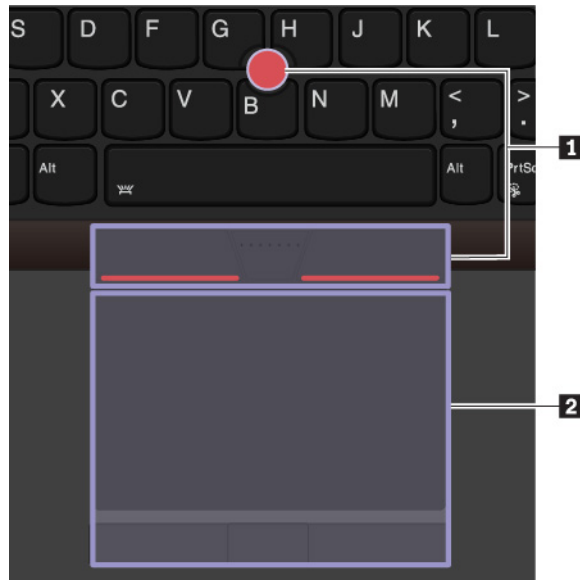 S D F G H J K L
X C V B N M < , > .
Alt Alt PrtSc
1
2